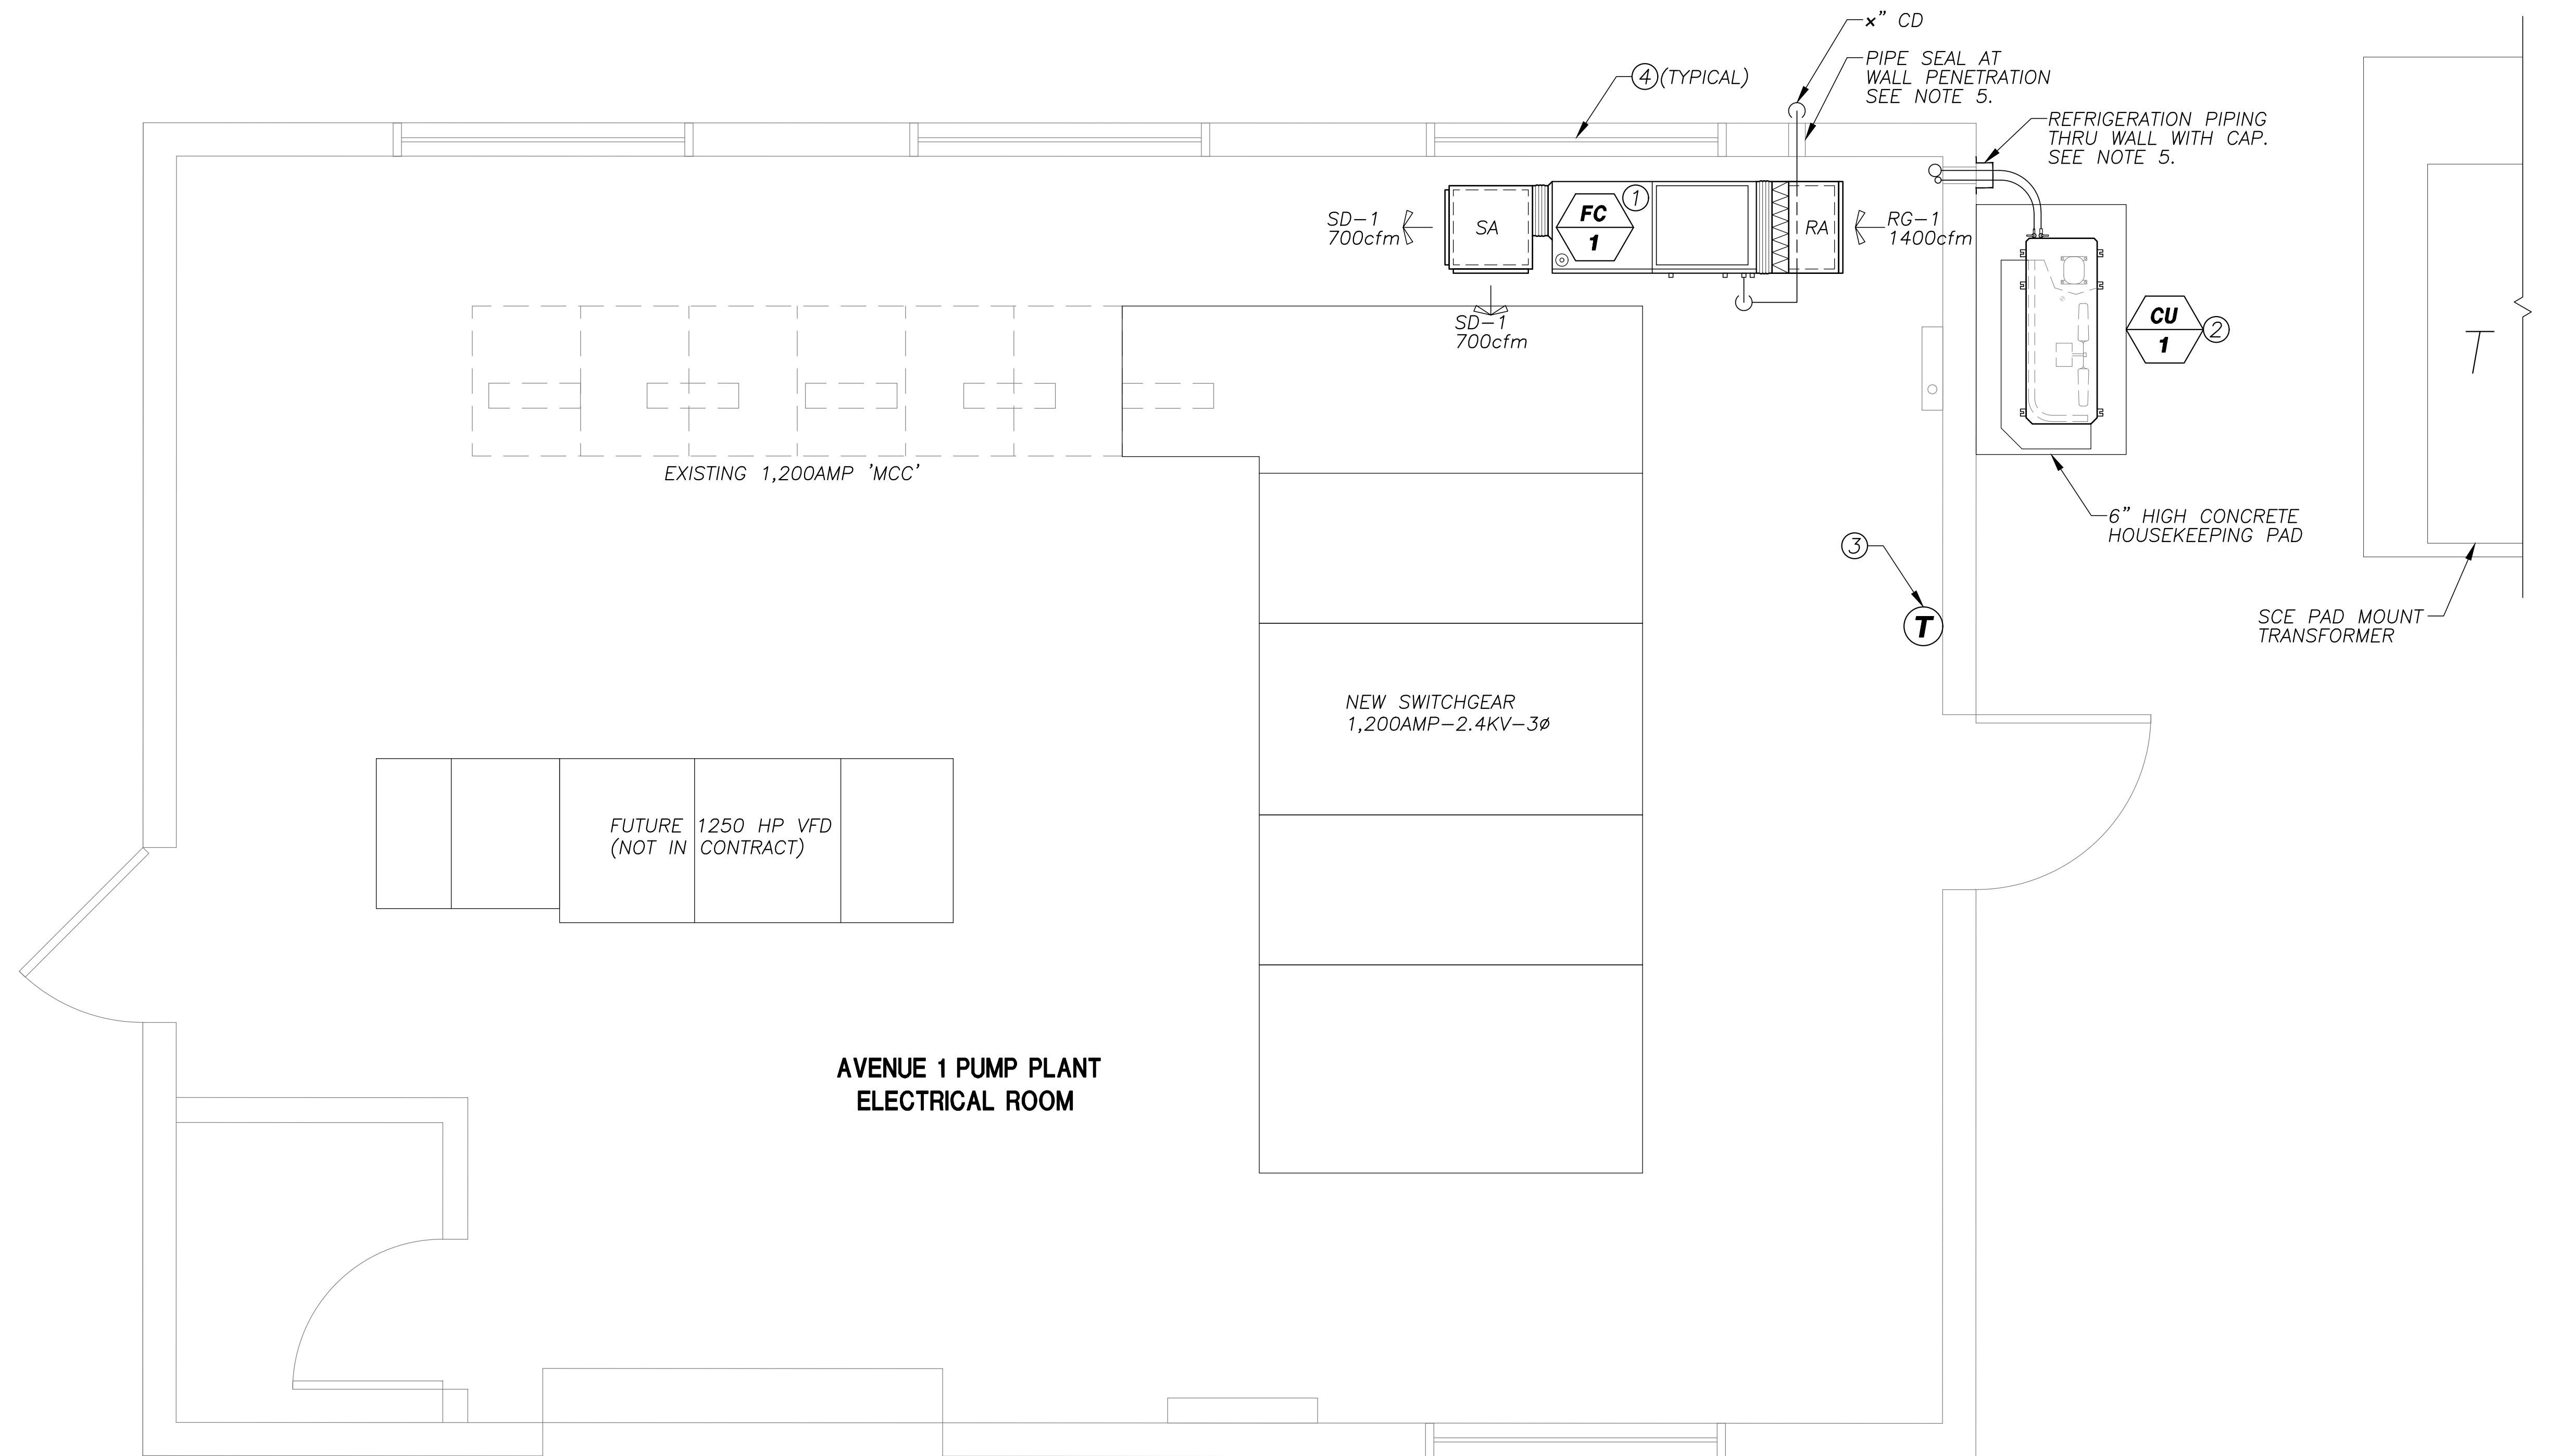 ×" CD
PIPE SEAL AT
WALL PENETRATION
SEE NOTE 5.
4 (TYPICAL)
REFRIGERATION PIPING
THRU WALL WITH CAP.
SEE NOTE 5.
SD-1
700cfm
SA
FC
1
1
RA
RG-1
1400cfm
SD-1
700cfm
CU
1
2
T
EXISTING 1,200AMP 'MCC'
6" HIGH CONCRETE
HOUSEKEEPING PAD
3
T
SCE PAD MOUNT
TRANSFORMER
NEW SWITCHGEAR
1,200AMP-2.4KV-3ø
FUTURE 1250 HP VFD
(NOT IN CONTRACT)
AVENUE 1 PUMP PLANT
ELECTRICAL ROOM